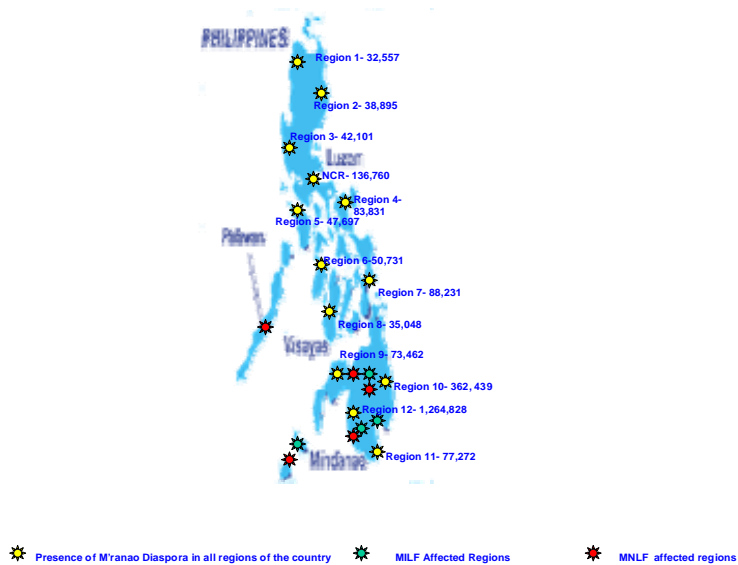 PHILIPPINES
Region 1- 32,557
Region 2- 38,895
Region 3- 42,101
Luzon
NCR- 136,760
Region 4-
83,831
Region 5- 47,697
Palawan
Region 6-50,731
Region 7- 88,231
Region 8- 35,048
Visayas
Region 9- 73,462
Region 10- 362, 439
Region 12- 1,264,828
Region 11- 77,272
Mindanao
Presence of M'ranao Diaspora in all regions of the country
MILF Affected Regions
MNLF affected regions